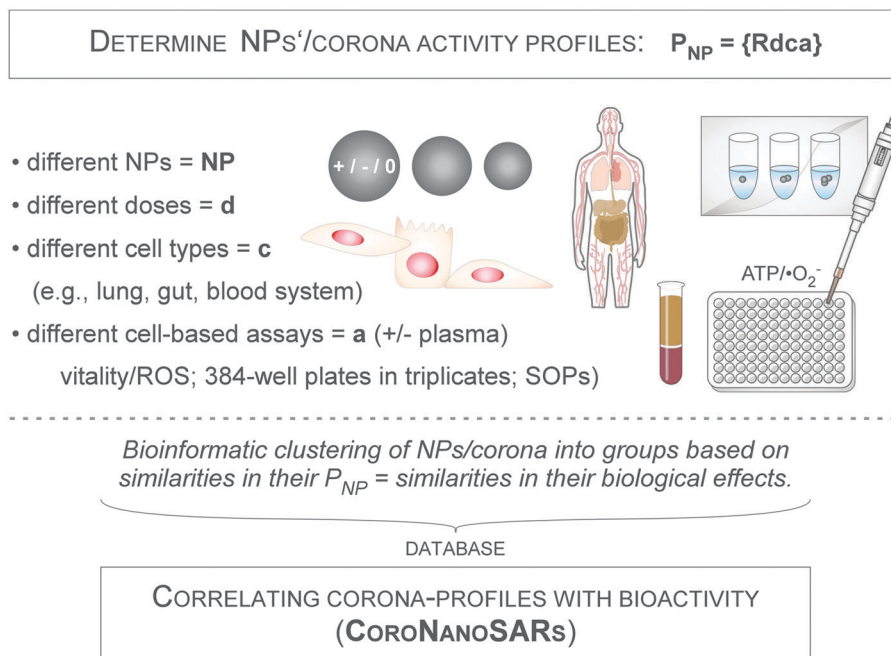 DETERMINE NPS‘/CORONA ACTIVITY PROFILES: P_NP = {Rdca}
+ / - / 0
• different NPs = NP
• different doses = d
• different cell types = c
(e.g., lung, gut, blood system)
• different cell-based assays = a (+/- plasma)
vitality/ROS; 384-well plates in triplicates; SOPs)
ATP/•O₂⁻
Bioinformatic clustering of NPs/corona into groups based on
similarities in their P_NP = similarities in their biological effects.
DATABASE
CORRELATING CORONA-PROFILES WITH BIOACTIVITY
(CORONANOSARS)